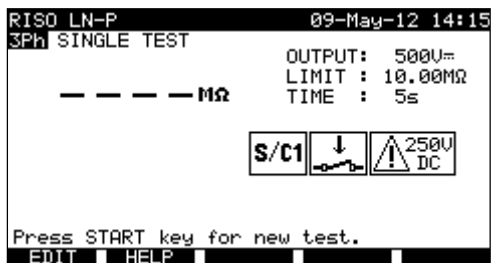 RISO LN-P 09-May-12 14:15
3Ph SINGLE TEST
OUTPUT: 500V⎓
LIMIT : 10.00MΩ
TIME : 5s
– – – – MΩ
S/C1 250V DC
Press START key for new test.
EDIT HELP